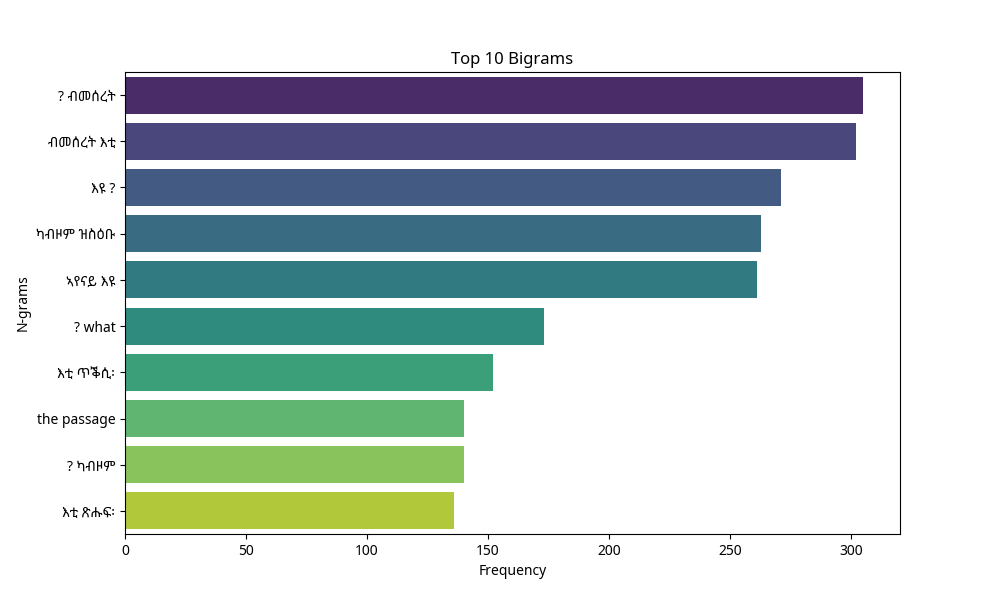 Top 10 Bigrams
? ብመሰረት
ብመሰረት እቲ
እዩ ?
ካብዞም ዝስዕቡ
ኣየናይ እዩ
? what
እቲ ጥቕሲ፡
the passage
? ካብዞም
እቲ ጽሑፍ፡
N-grams
0 50 100 150 200 250 300
Frequency